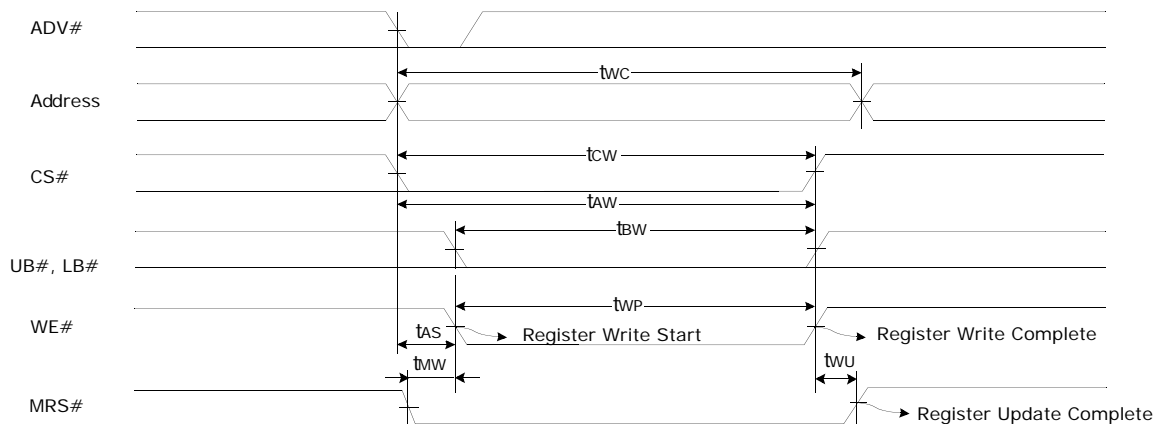 ADV#
tWC
Address
tCW
CS#
tAW
tBW
UB#, LB#
tWP
WE#
tAS
Register Write Start
Register Write Complete
tMW
tWU
MRS#
Register Update Complete